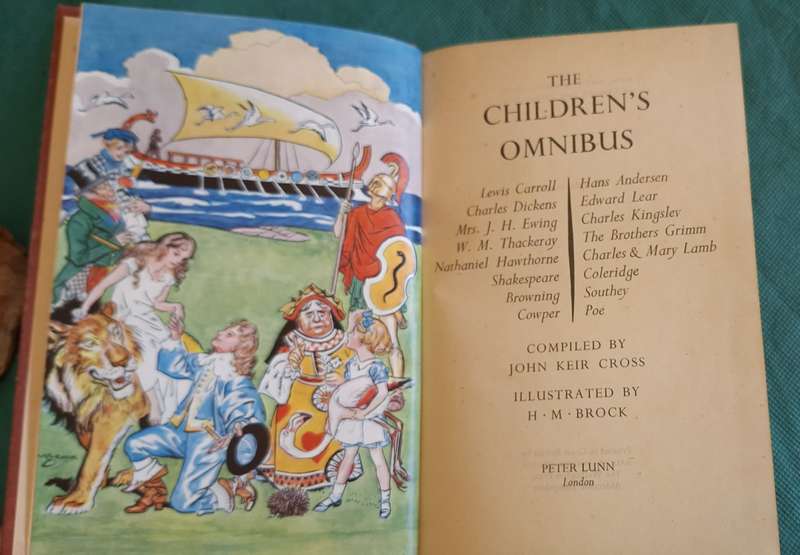 THE
CHILDREN'S
OMNIBUS
Lewis Carroll
Charles Dickens
Mrs. J. H. Ewing
W. M. Thackeray
Nathaniel Hawthorne
Shakespeare
Browning
Cowper
Hans Andersen
Edward Lear
Charles Kingsley
The Brothers Grimm
Charles & Mary Lamb
Coleridge
Southey
Poe
COMPILED BY
JOHN KEIR CROSS
ILLUSTRATED BY
H · M · BROCK
PETER LUNN
London